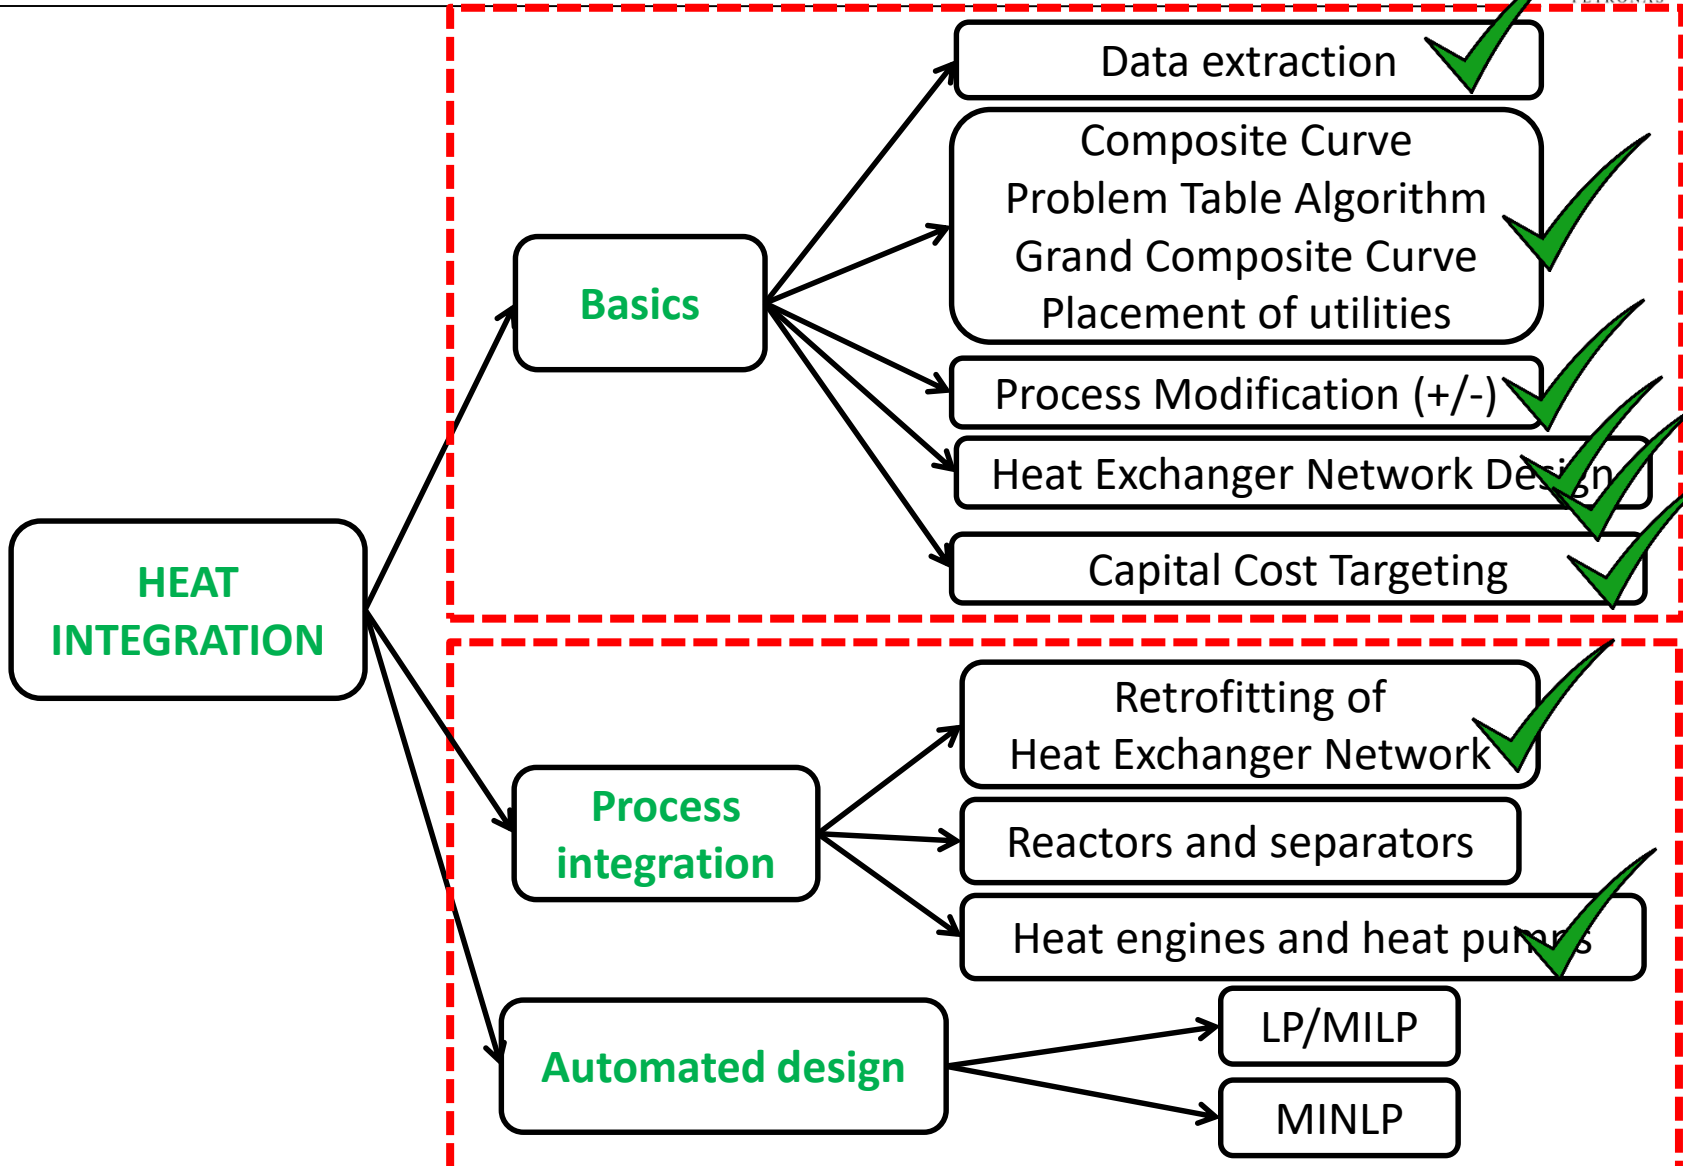 PETRONAS
Data extraction
Composite Curve
Problem Table Algorithm
Grand Composite Curve
Placement of utilities
Basics
Process Modification (+/-)
Heat Exchanger Network Design
Capital Cost Targeting
HEAT
INTEGRATION
Retrofitting of
Heat Exchanger Network
Process
integration
Reactors and separators
Heat engines and heat pumps
Automated design
LP/MILP
MINLP